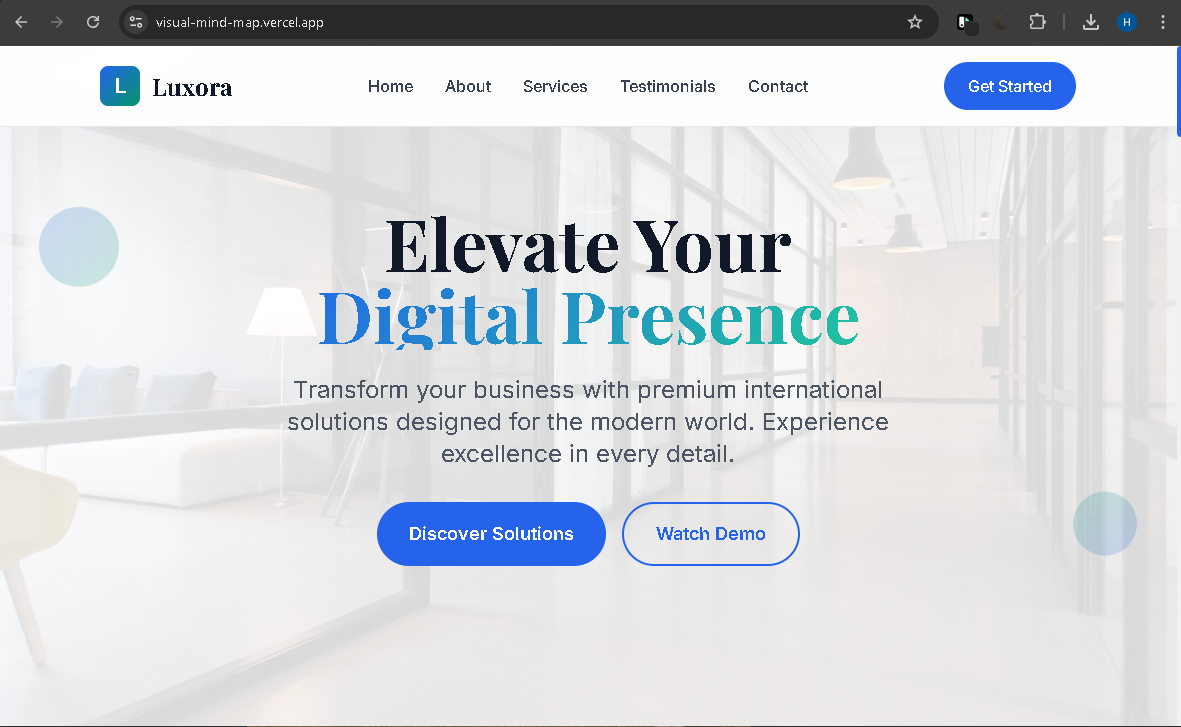 visual-mind-map.vercel.app
H
L
Luxora
Home
About
Services
Testimonials
Contact
Get Started
Elevate Your
Digital Presence
Transform your business with premium international
solutions designed for the modern world. Experience
excellence in every detail.
Discover Solutions
Watch Demo